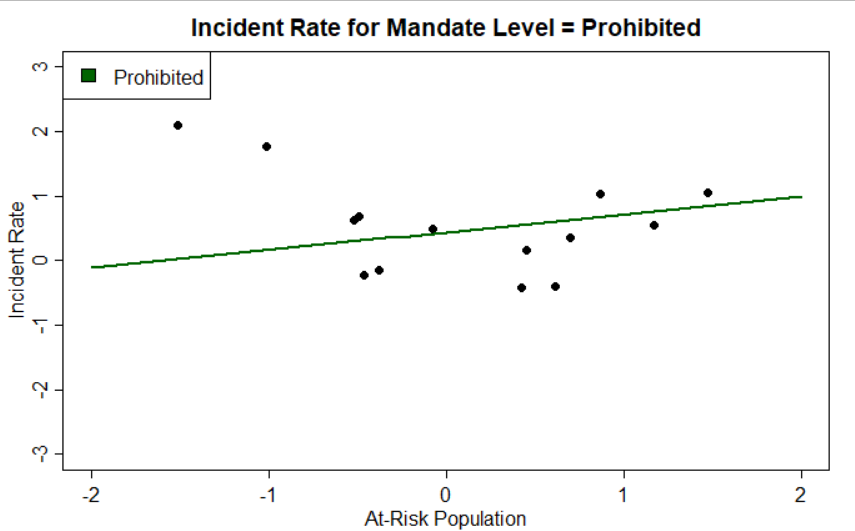 Incident Rate for Mandate Level = Prohibited
Prohibited
3
2
1
0
-1
-2
-3
Incident Rate
-2 -1 0 1 2
At-Risk Population